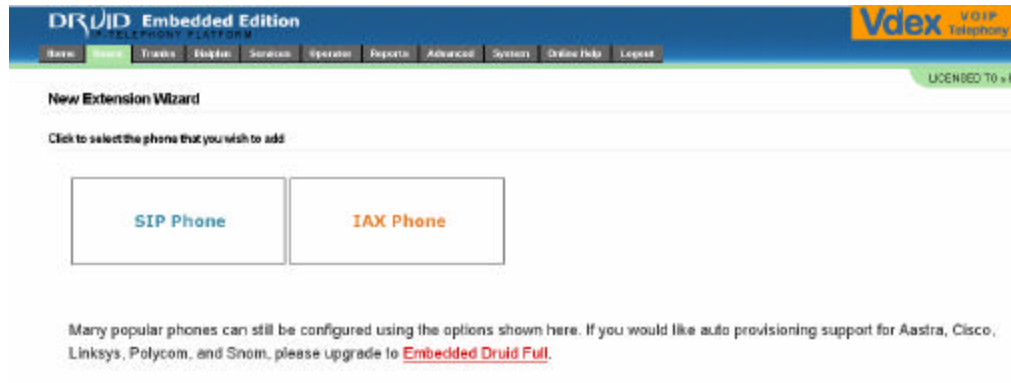 DRUID Embedded Edition
IP-TELEPHONY PLATFORM
Vdex VOIP
Telephony
Home Trunks Dialplan Services Operator Reports Advanced System Online Help Logout
LICENSED TO »
New Extension Wizard
Click to select the phone that you wish to add
SIP Phone IAX Phone
Many popular phones can still be configured using the options shown here. If you would like auto provisioning support for Aastra, Cisco,
Linksys, Polycom, and Snom, please upgrade to Embedded Druid Full.